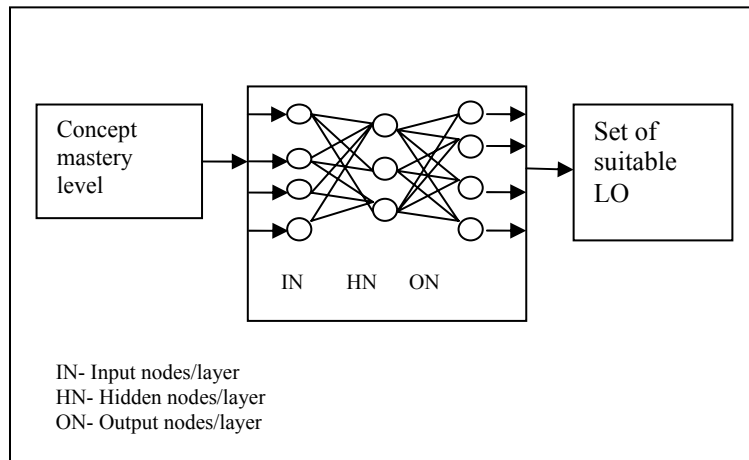 Concept
mastery
level
Set of
suitable
LO
IN HN ON
IN- Input nodes/layer
HN- Hidden nodes/layer
ON- Output nodes/layer